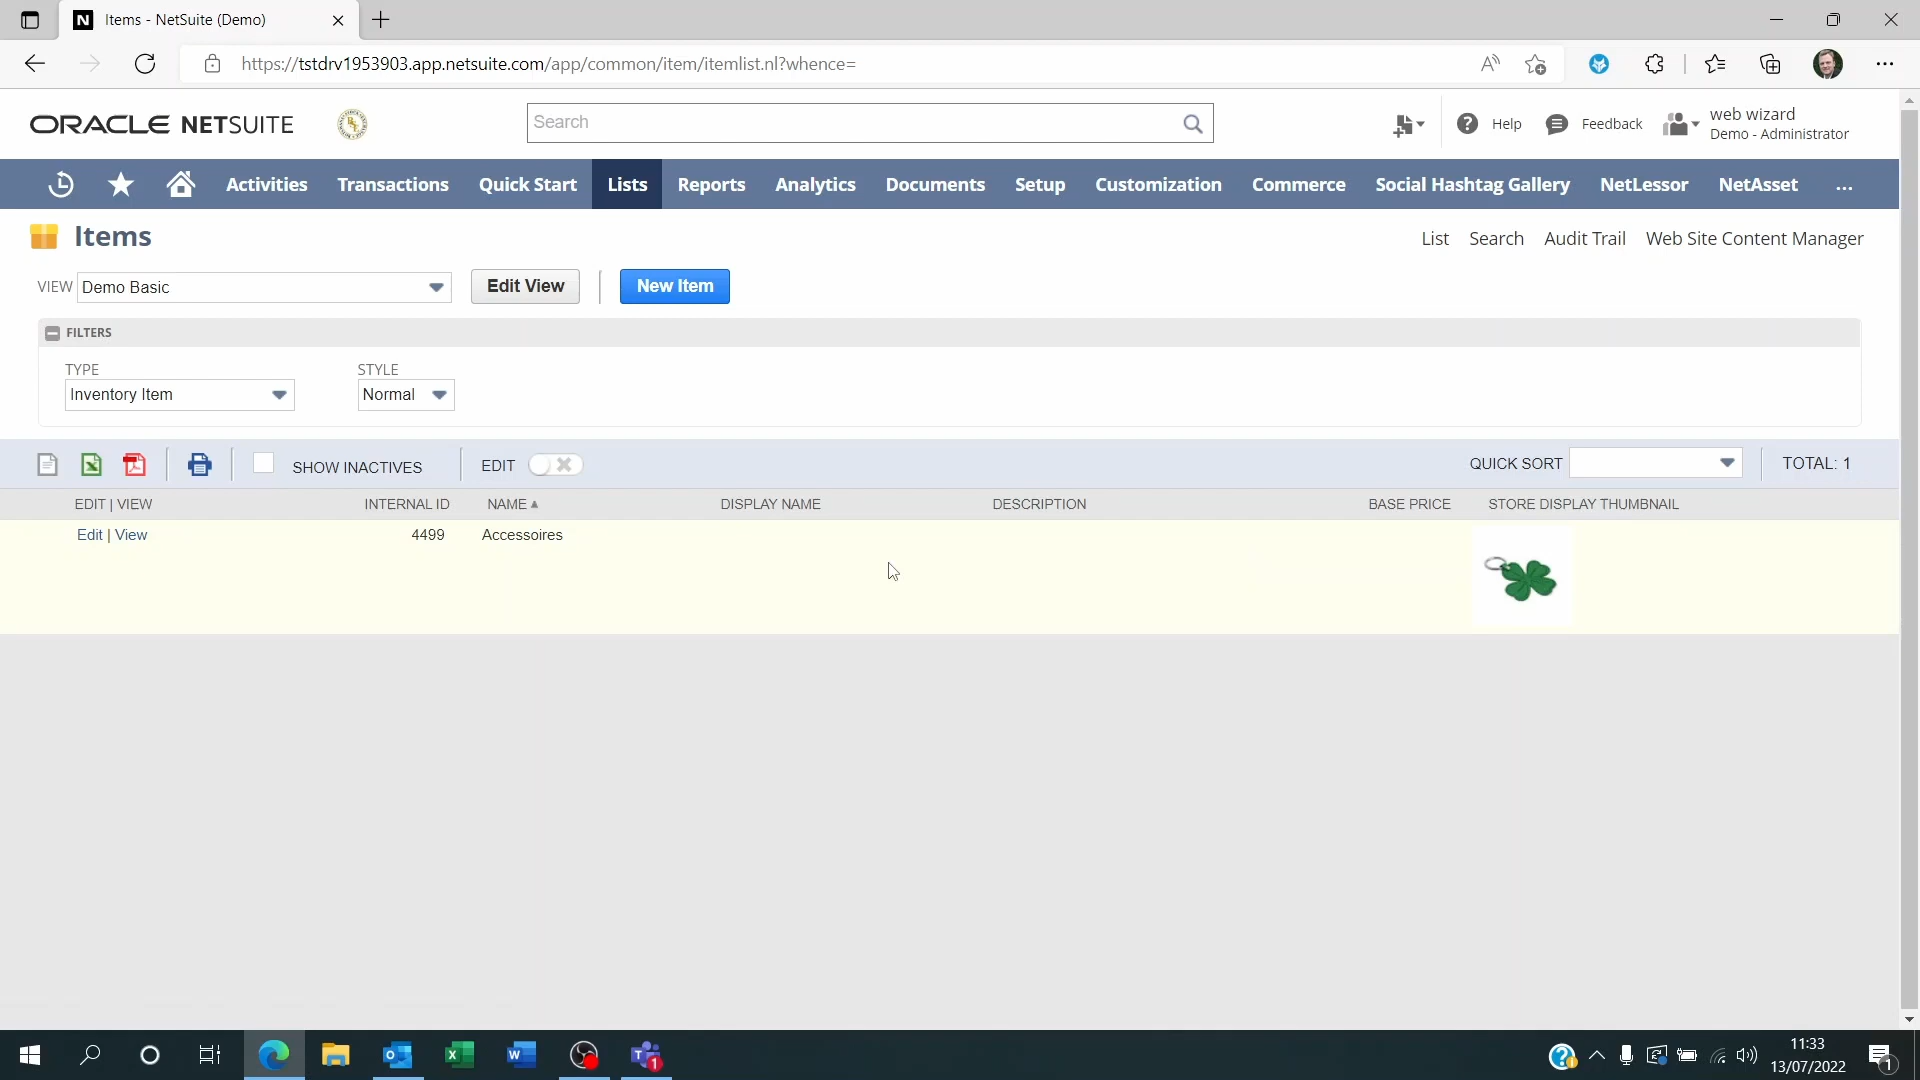 Items - NetSuite (Demo)
https://tstdrv1953903.app.netsuite.com/app/common/item/itemlist.nl?whence=
ORACLE NETSUITE
Search
Help
Feedback
web wizard
Demo - Administrator
Activities Transactions Quick Start Lists Reports Analytics Documents Setup Customization Commerce Social Hashtag Gallery NetLessor NetAsset ...
Items
List Search Audit Trail Web Site Content Manager
VIEW Demo Basic Edit View New Item
FILTERS
TYPE STYLE
Inventory Item Normal
SHOW INACTIVES EDIT QUICK SORT TOTAL: 1
EDIT | VIEW INTERNAL ID NAME DISPLAY NAME DESCRIPTION BASE PRICE STORE DISPLAY THUMBNAIL
Edit | View 4499 Accessoires
11:33
13/07/2022
1
1